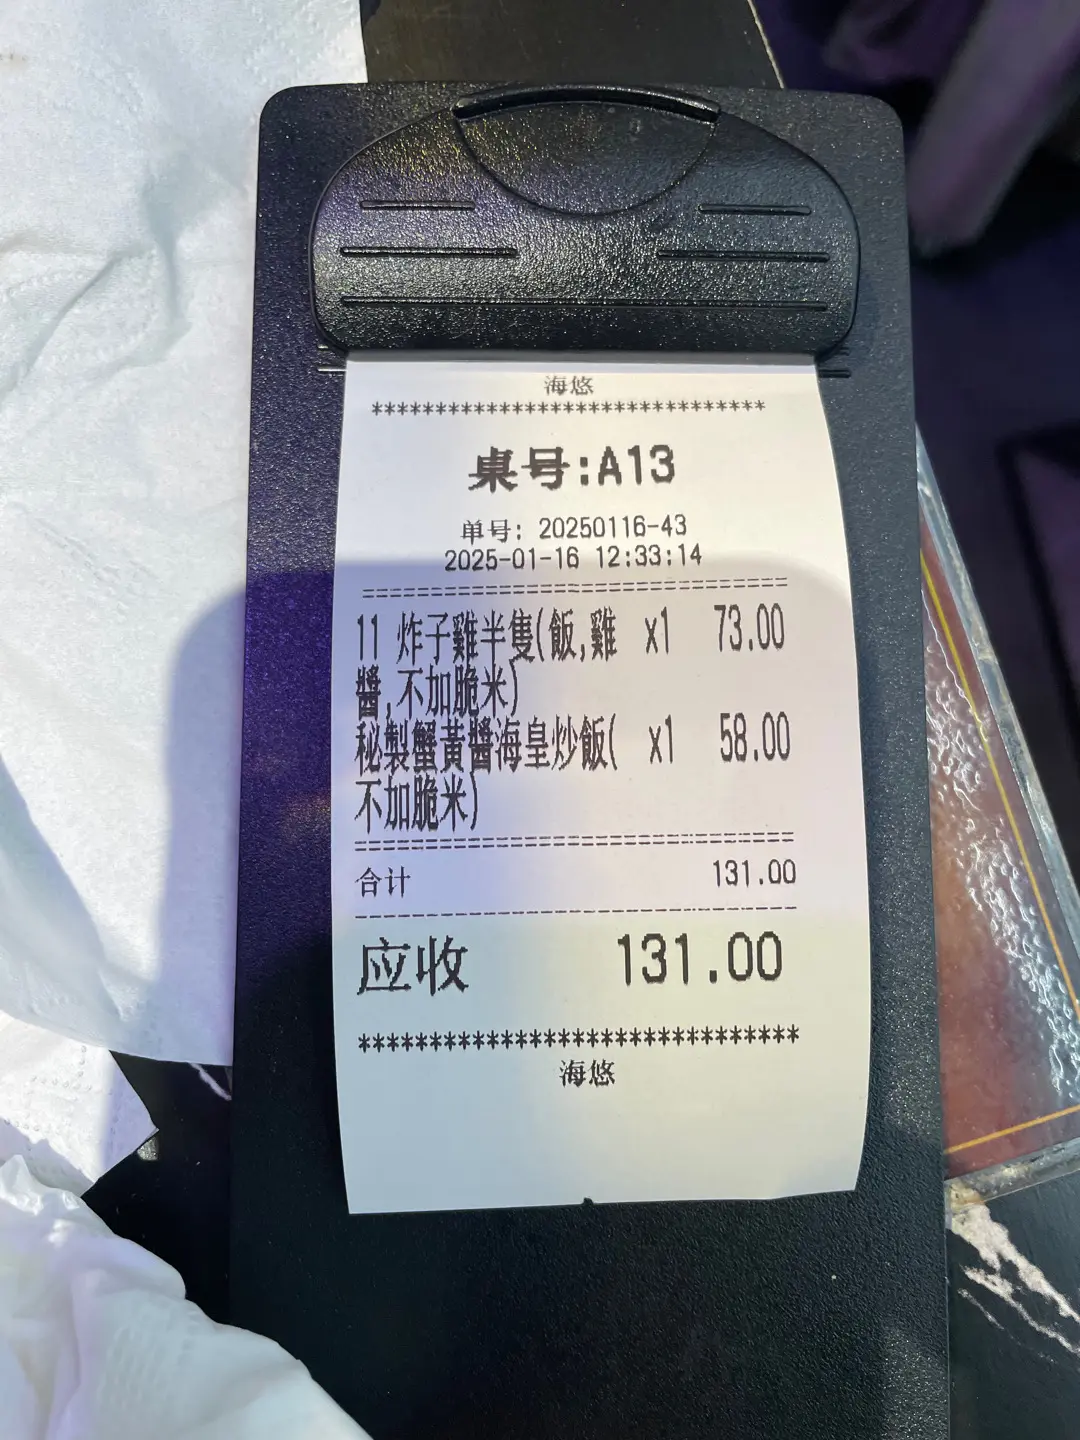 海悠
*******************************
桌号:A13
单号: 20250116-43
2025-01-16 12:33:14
==================================
11 炸子雞半隻(飯,雞 x1 73.00
醬,不加脆米)
秘製蟹黃醬海皇炒飯( x1 58.00
不加脆米)
==================================
合计 131.00
----------------------------------
应收 131.00
*******************************
海悠